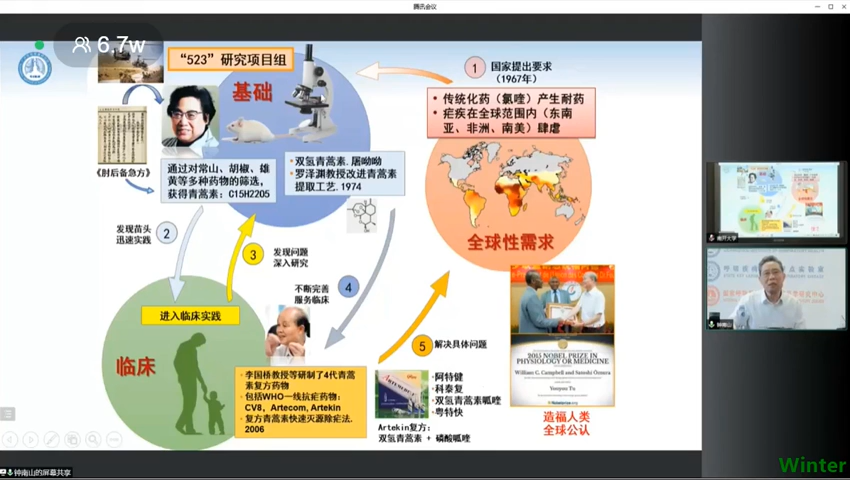 腾讯会议
6.7w
“523”研究项目组
基础
《肘后备急方》
通过对常山、胡椒、雄
黄等多种药物的筛选，
获得青蒿素：C15H2205
双氢青蒿素.屠呦呦
罗泽渊教授改进青蒿素
提取工艺.1974
1
国家提出要求
（1967年）
• 传统化药（氯喹）产生耐药
• 疟疾在全球范围内（东南
亚、非洲、南美）肆虐
全球性需求
发现苗头
迅速实践
2
3
发现问题
深入研究
不断完善
服务临床
4
进入临床实践
临床
李国桥教授等研制了4代青蒿
素复方药物
包括WHO一线抗疟药物：
CV8，Artecom，Artekin
复方青蒿素快速灭源除疟法.
2006
5
解决具体问题
·阿特健
·科泰复
·双氢青蒿素哌喹
·粤特快
Artekin复方：
双氢青蒿素 + 磷酸哌喹
2015 NOBEL PRIZE IN
PHYSIOLOGY OR MEDICINE
William C. Campbell and Satoshi Ōmura
Youyou Tu
造福人类
全球公认
南开大学
钟南山
钟南山的屏幕共享
Winter